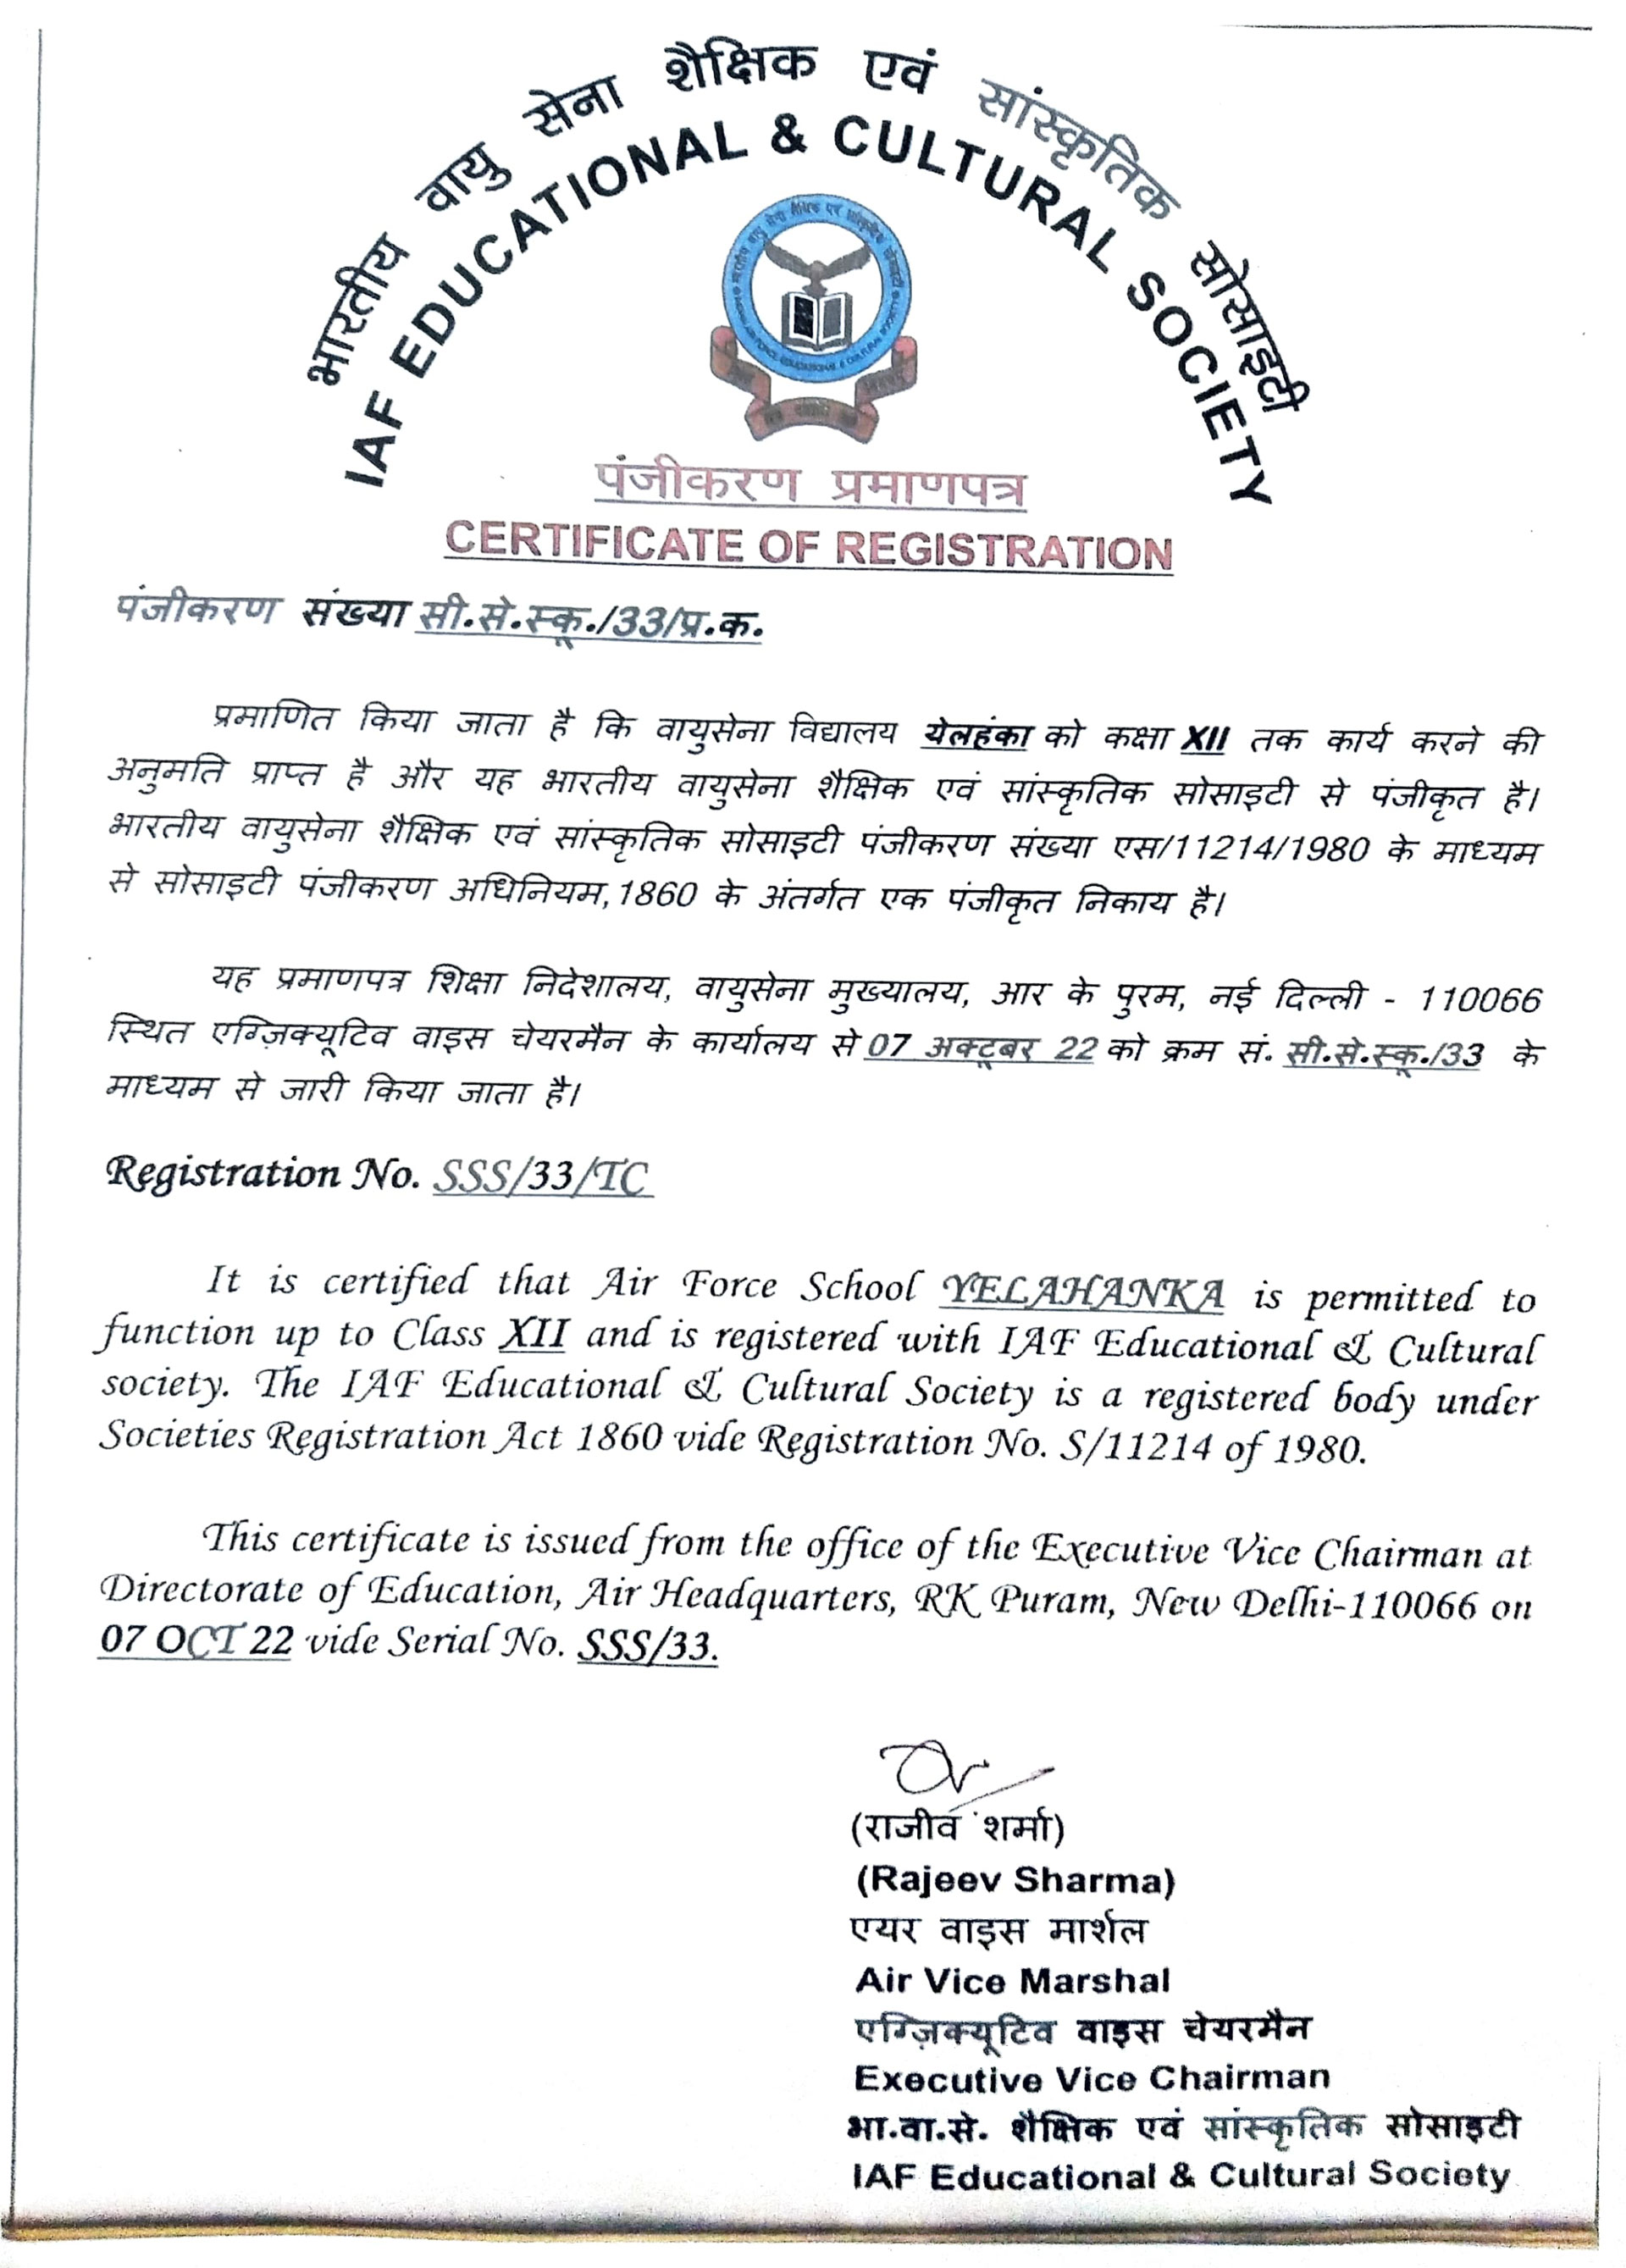 भारतीय वायु सेना शैक्षिक एवं सांस्कृतिक सोसाइटी
IAF EDUCATIONAL & CULTURAL SOCIETY
पंजीकरण प्रमाणपत्र
CERTIFICATE OF REGISTRATION
पंजीकरण संख्या सी.से.स्कू./33/प्र.क.
प्रमाणित किया जाता है कि वायुसेना विद्यालय येलहंका को कक्षा XII तक कार्य करने की
अनुमति प्राप्त है और यह भारतीय वायुसेना शैक्षिक एवं सांस्कृतिक सोसाइटी से पंजीकृत है।
भारतीय वायुसेना शैक्षिक एवं सांस्कृतिक सोसाइटी पंजीकरण संख्या एस/11214/1980 के माध्यम
से सोसाइटी पंजीकरण अधिनियम,1860 के अंतर्गत एक पंजीकृत निकाय है।
यह प्रमाणपत्र शिक्षा निदेशालय, वायुसेना मुख्यालय, आर के पुरम, नई दिल्ली - 110066
स्थित एग्ज़िक्यूटिव वाइस चेयरमैन के कार्यालय से 07 अक्टूबर 22 को क्रम सं. सी.से.स्कू./33 के
माध्यम से जारी किया जाता है।
Registration No. SSS/33/TC
It is certified that Air Force School YELAHANKA is permitted to
function up to Class XII and is registered with IAF Educational & Cultural
society. The IAF Educational & Cultural Society is a registered body under
Societies Registration Act 1860 vide Registration No. S/11214 of 1980.
This certificate is issued from the office of the Executive Vice Chairman at
Directorate of Education, Air Headquarters, RK Puram, New Delhi-110066 on
07 OCT 22 vide Serial No. SSS/33.
(राजीव शर्मा)
(Rajeev Sharma)
एयर वाइस मार्शल
Air Vice Marshal
एग्ज़िक्यूटिव वाइस चेयरमैन
Executive Vice Chairman
भा.वा.से. शैक्षिक एवं सांस्कृतिक सोसाइटी
IAF Educational & Cultural Society